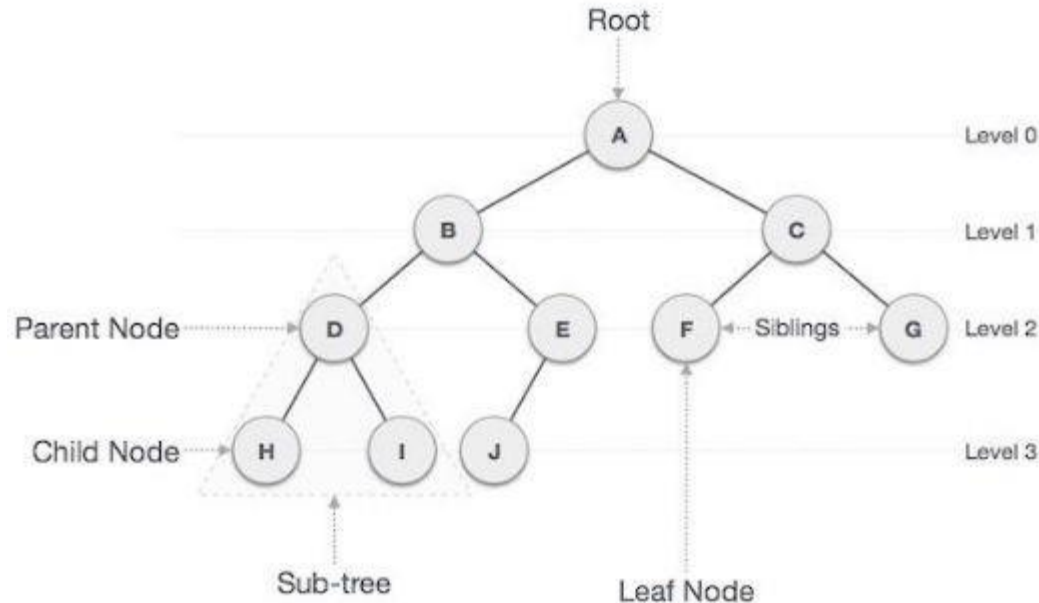 Root
A
Level 0
B
C
Level 1
Parent Node
D
E
F
Siblings
G
Level 2
Child Node
H
I
J
Level 3
Sub-tree
Leaf Node